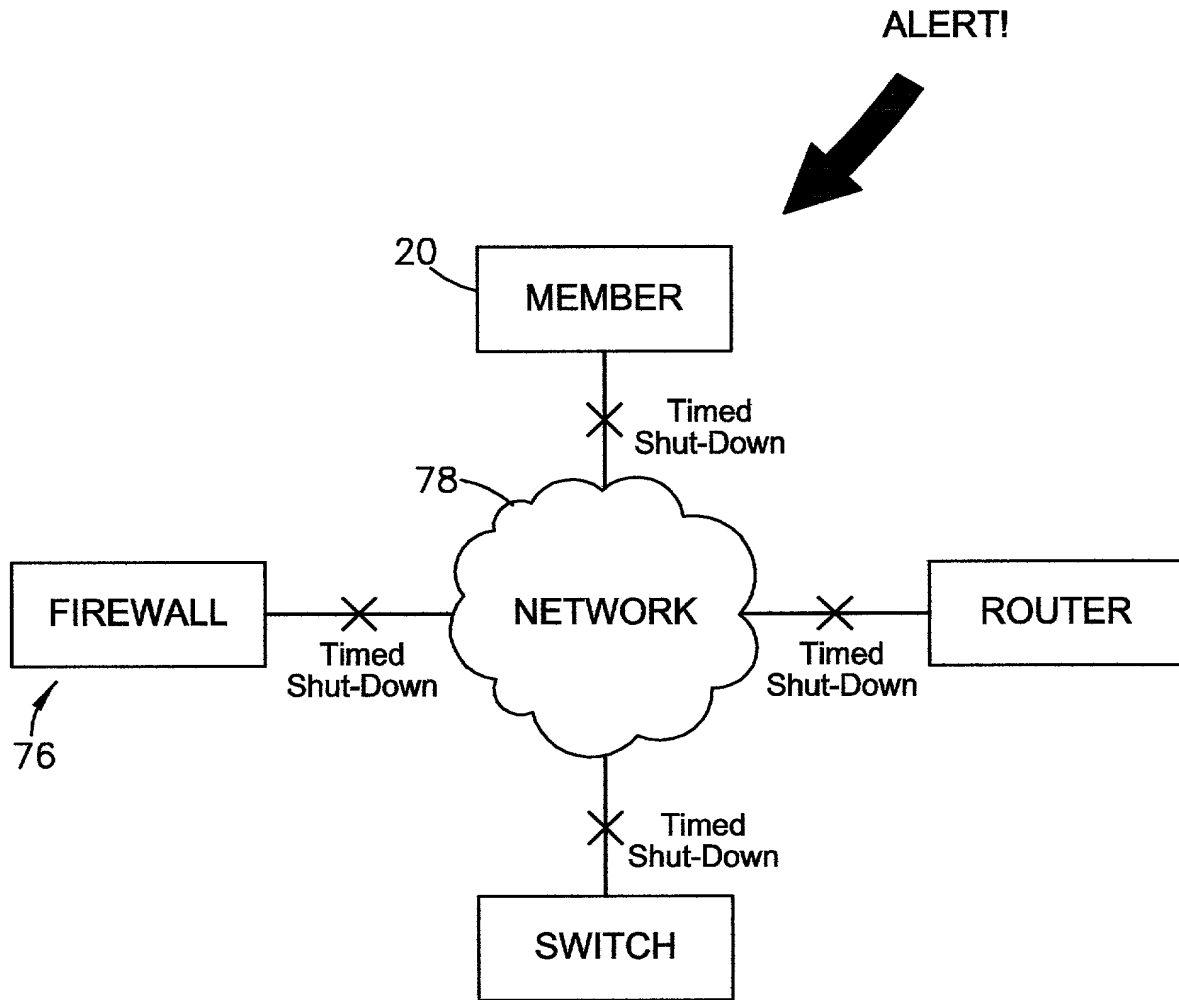 ALERT!
20
MEMBER
Timed
Shut-Down
78
FIREWALL
NETWORK
ROUTER
Timed
Shut-Down
Timed
Shut-Down
76
Timed
Shut-Down
SWITCH